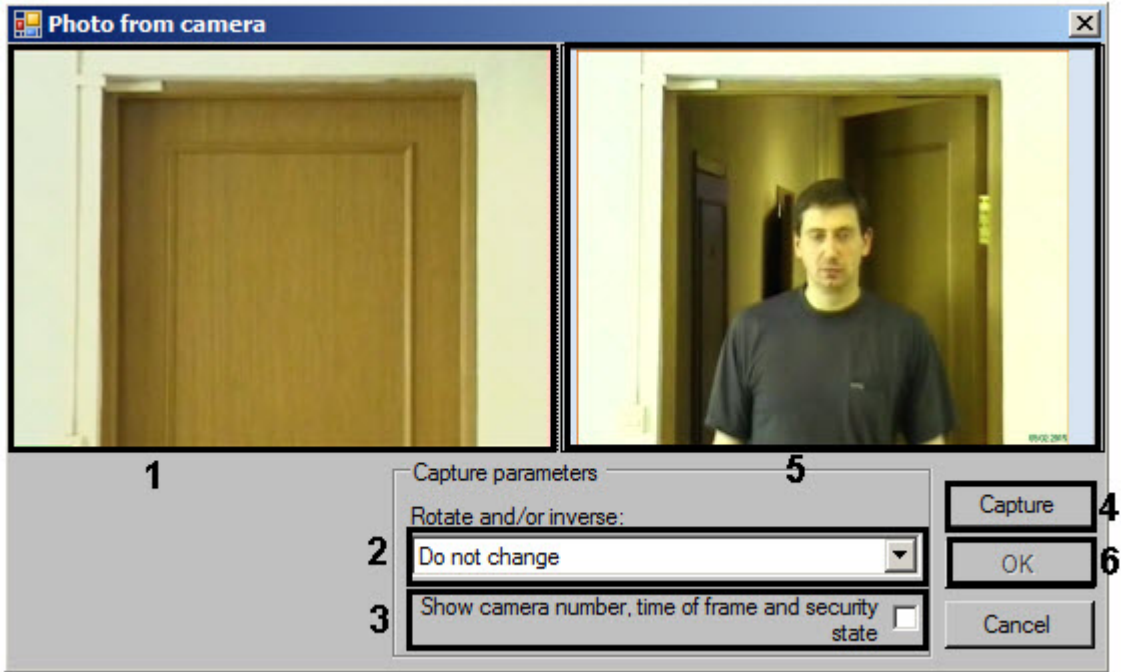 Photo from camera
1
5
Capture parameters
Rotate and/or inverse:
2
Do not change
3
Show camera number, time of frame and security
state
Capture
4
OK
6
Cancel